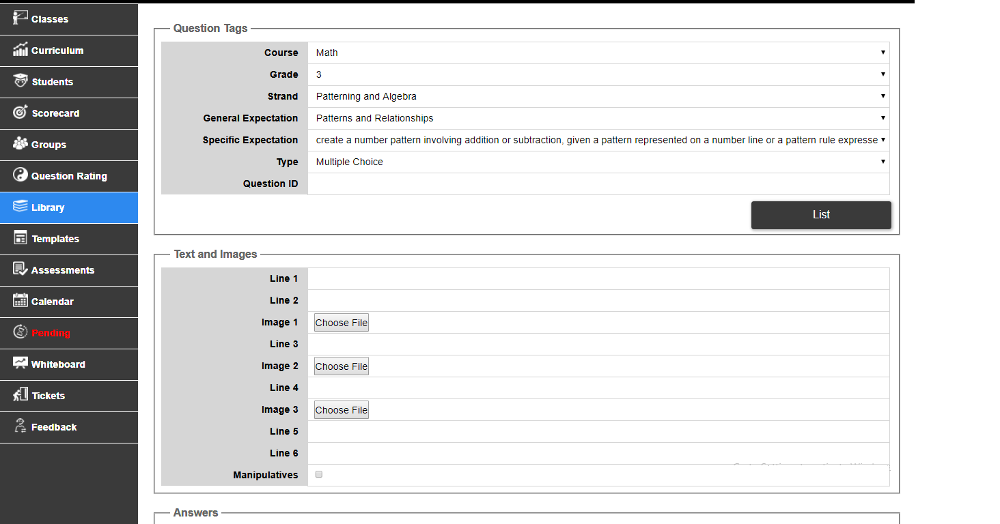 Classes
Curriculum
Students
Scorecard
Groups
Question Rating
Library
Templates
Assessments
Calendar
Pending
Whiteboard
Tickets
Feedback
Question Tags
Course Math
Grade 3
Strand Patterning and Algebra
General Expectation Patterns and Relationships
Specific Expectation create a number pattern involving addition or subtraction, given a pattern represented on a number line or a pattern rule expresse
Type Multiple Choice
Question ID
List
Text and Images
Line 1
Line 2
Image 1 Choose File
Line 3
Image 2 Choose File
Line 4
Image 3 Choose File
Line 5
Line 6
Manipulatives
Answers